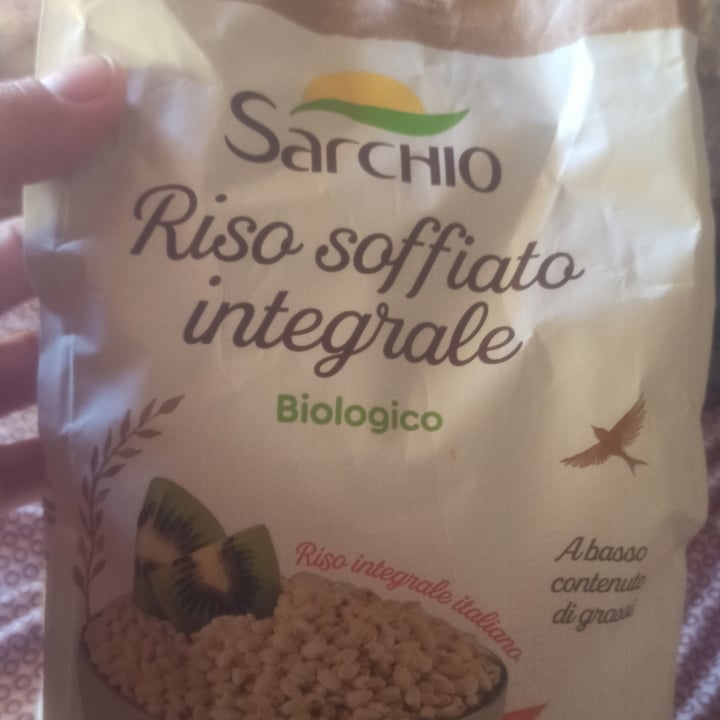 Sarchio
Riso soffiato
integrale
Biologico
Riso integrale italiano
A basso
contenuto
di grassi